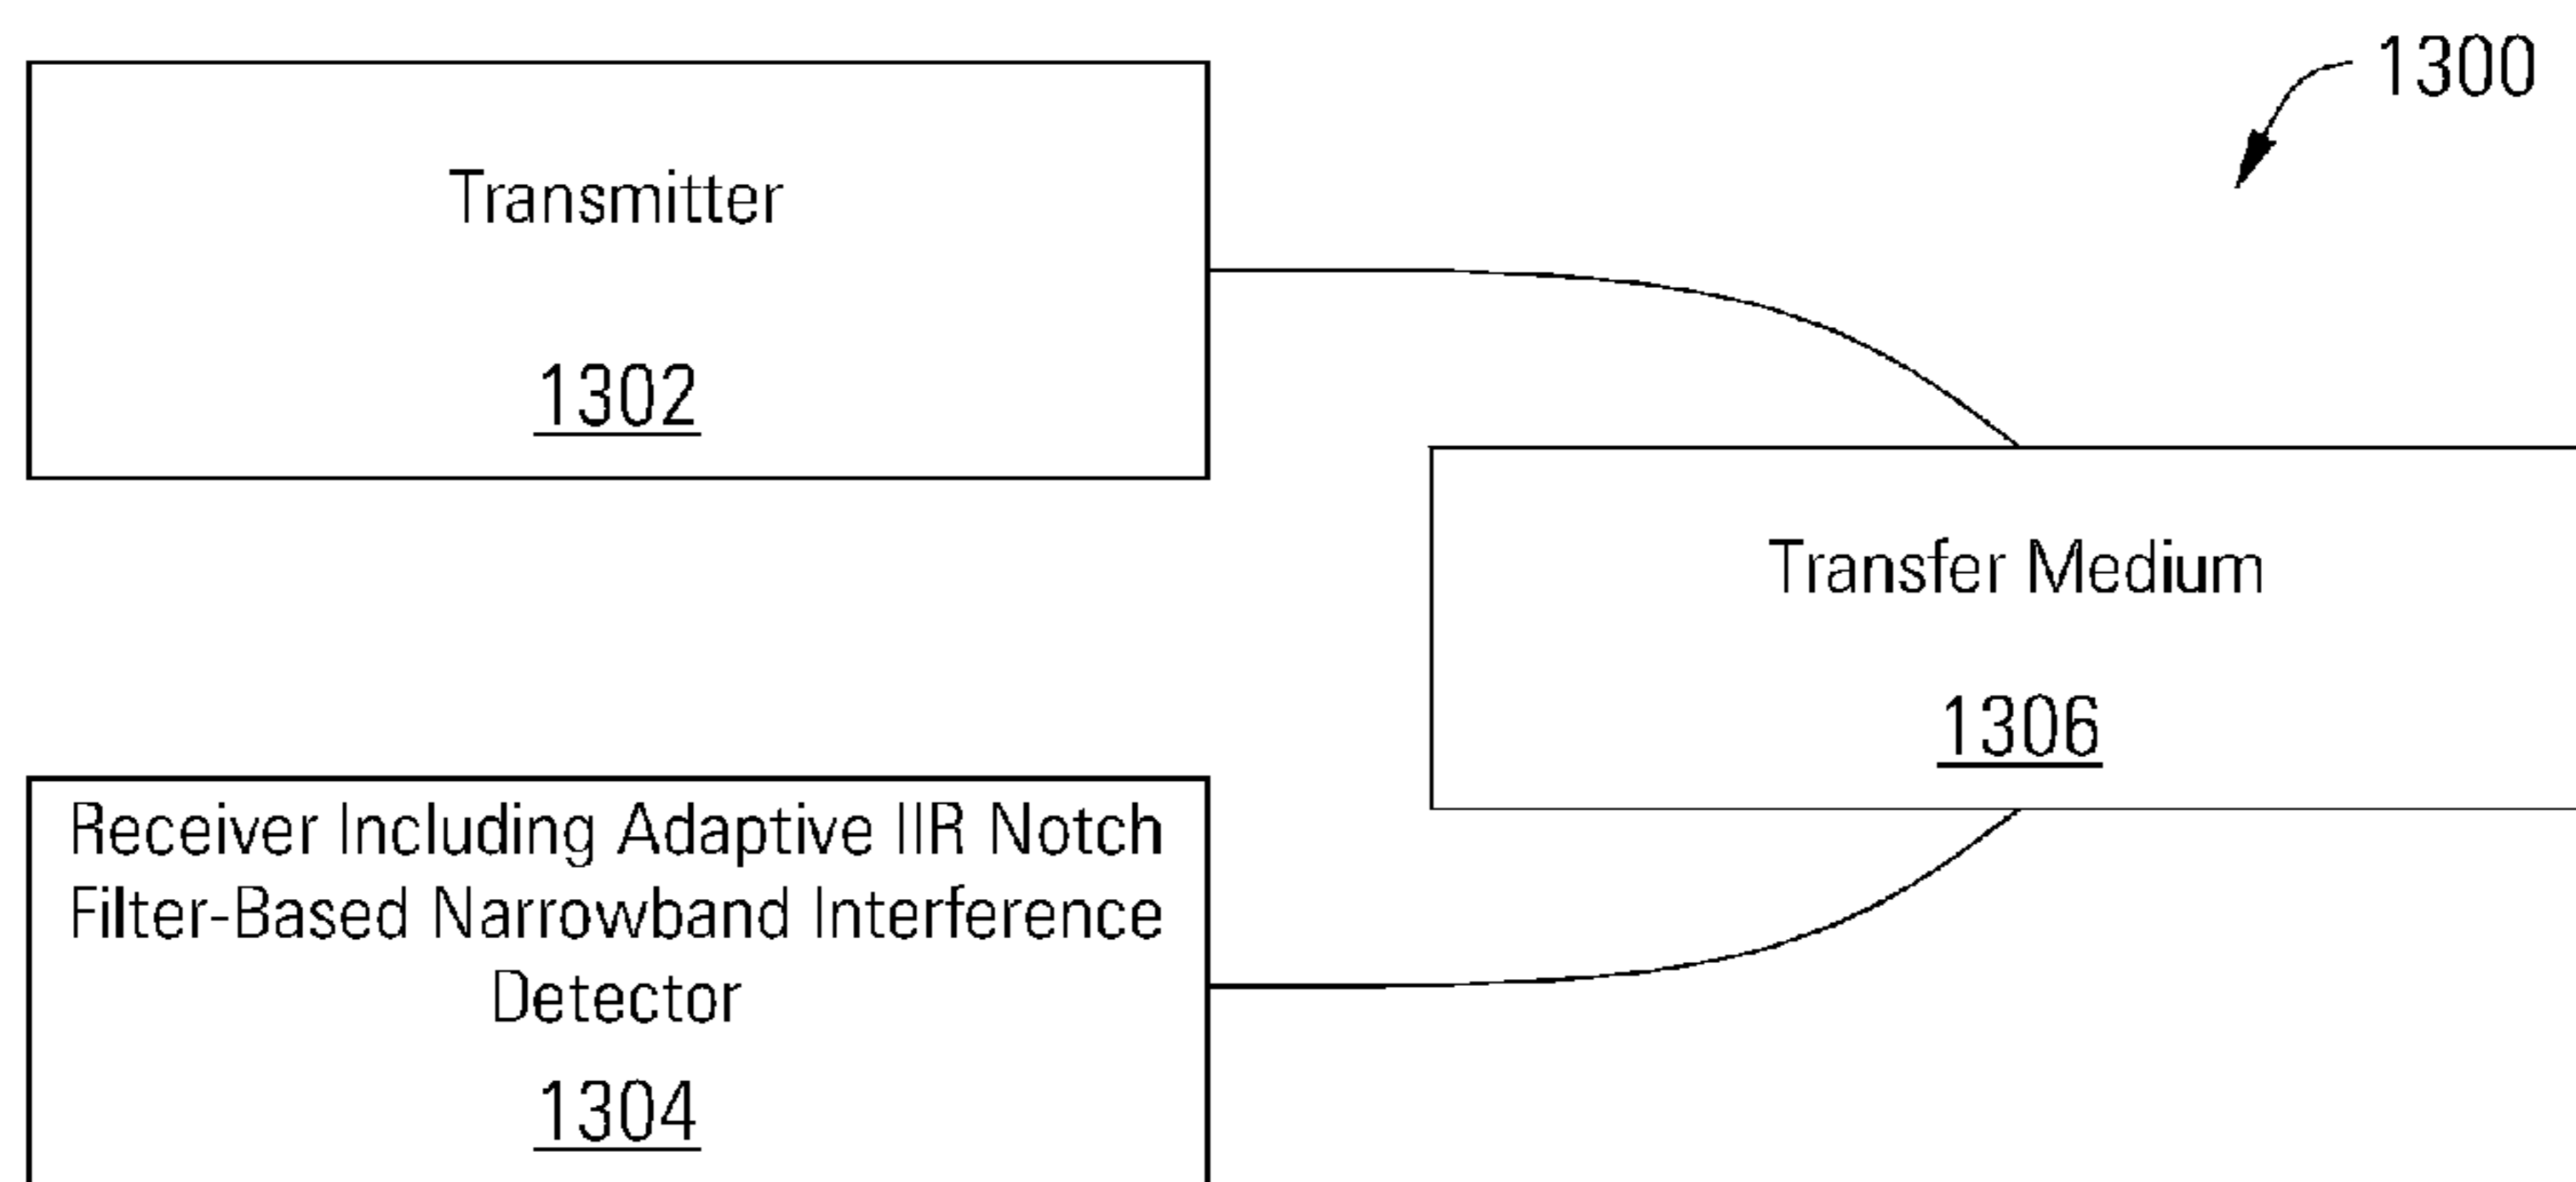 1300
Transmitter
1302
Transfer Medium
1306
Receiver Including Adaptive IIR Notch
Filter-Based Narrowband Interference
Detector
1304